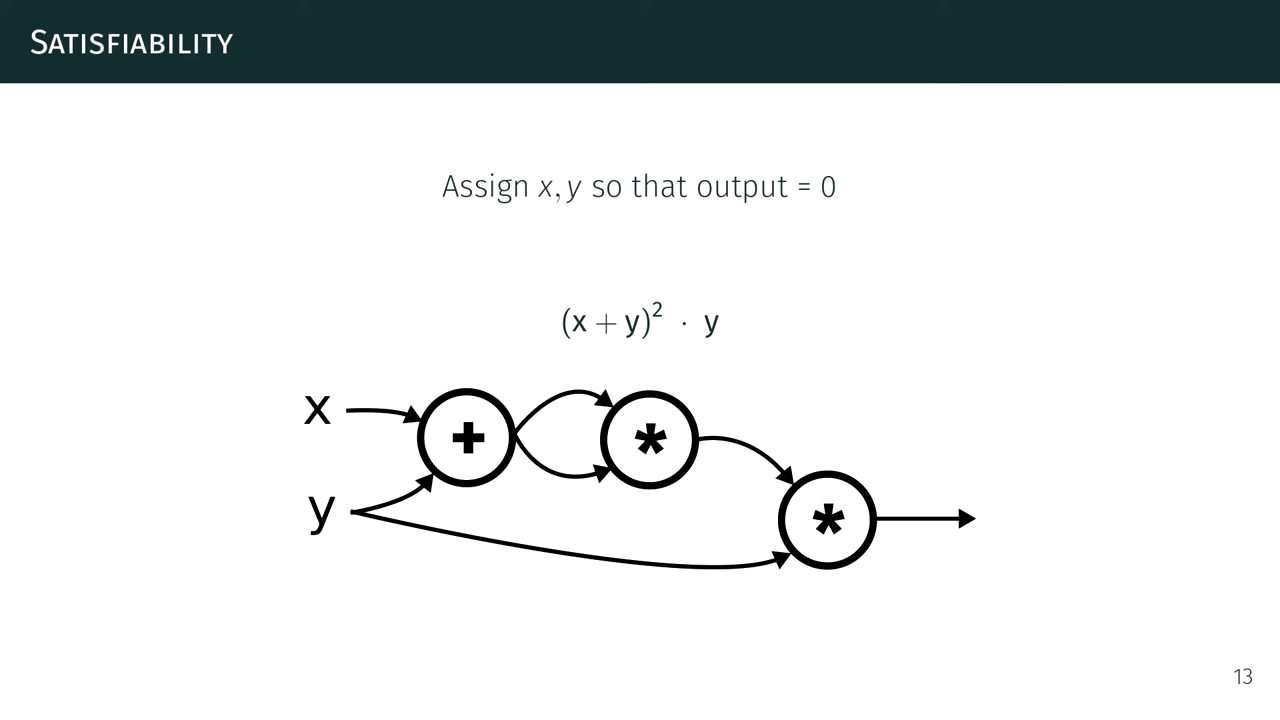 Satisfiability
Assign x, y so that output = 0
(x + y)² · y
x
+
*
y
*
13